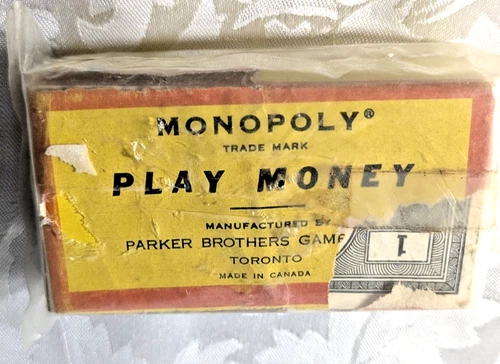 MONOPOLY®
TRADE MARK
PLAY MONEY
MANUFACTURED BY
PARKER BROTHERS GAME
TORONTO
MADE IN CANADA
1